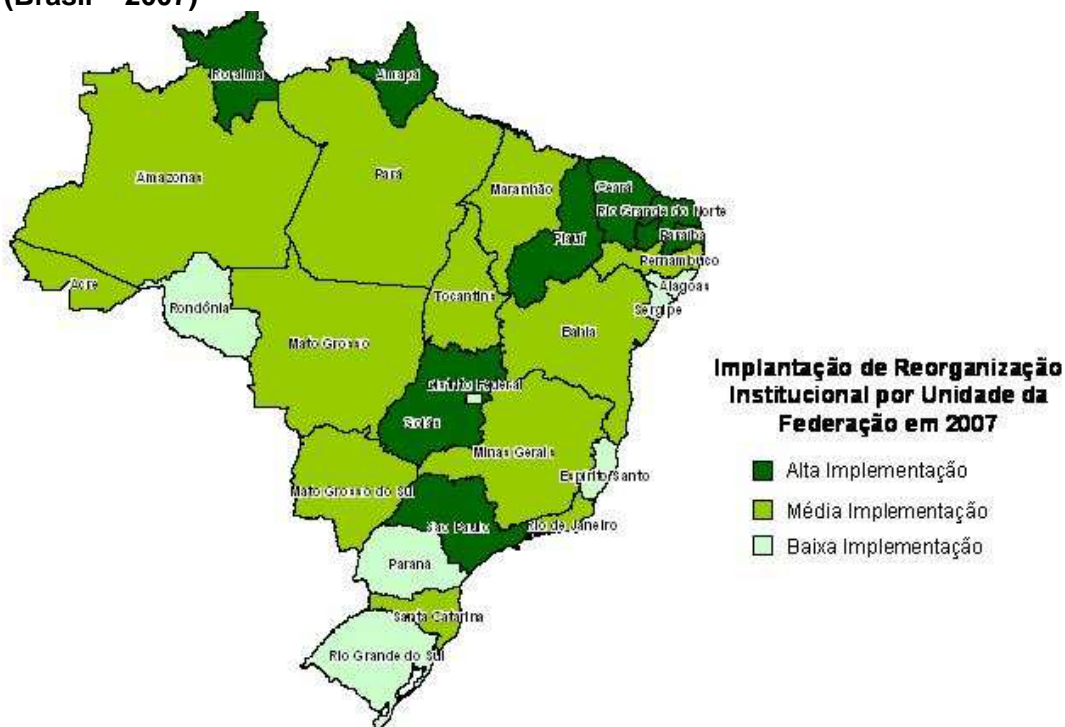 (Brasil – 2007)
Roraima
Amapá
Amazonas
Pará
Maranhão
Ceará
Rio Grande do Norte
Piauí
Paraíba
Pernambuco
Acre
Alagoas
Rondônia
Tocantins
Sergipe
Bahia
Mato Grosso
Distrito Federal
Goiás
Minas Gerais
Espírito Santo
Mato Grosso do Sul
São Paulo
Rio de Janeiro
Paraná
Santa Catarina
Rio Grande do Sul
Implantação de Reorganização
Institucional por Unidade da
Federação em 2007
Alta Implementação
Média Implementação
Baixa Implementação